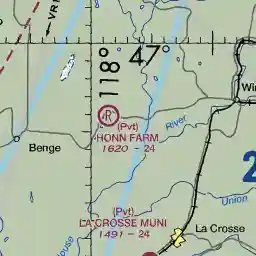 VR
118°
47°
R
Win
(Pvt)
HONN FARM
1620 - 24
River
Benge
2
(Pvt)
LA CROSSE MUNI
1491 - 24
Union
La Crosse
ouse